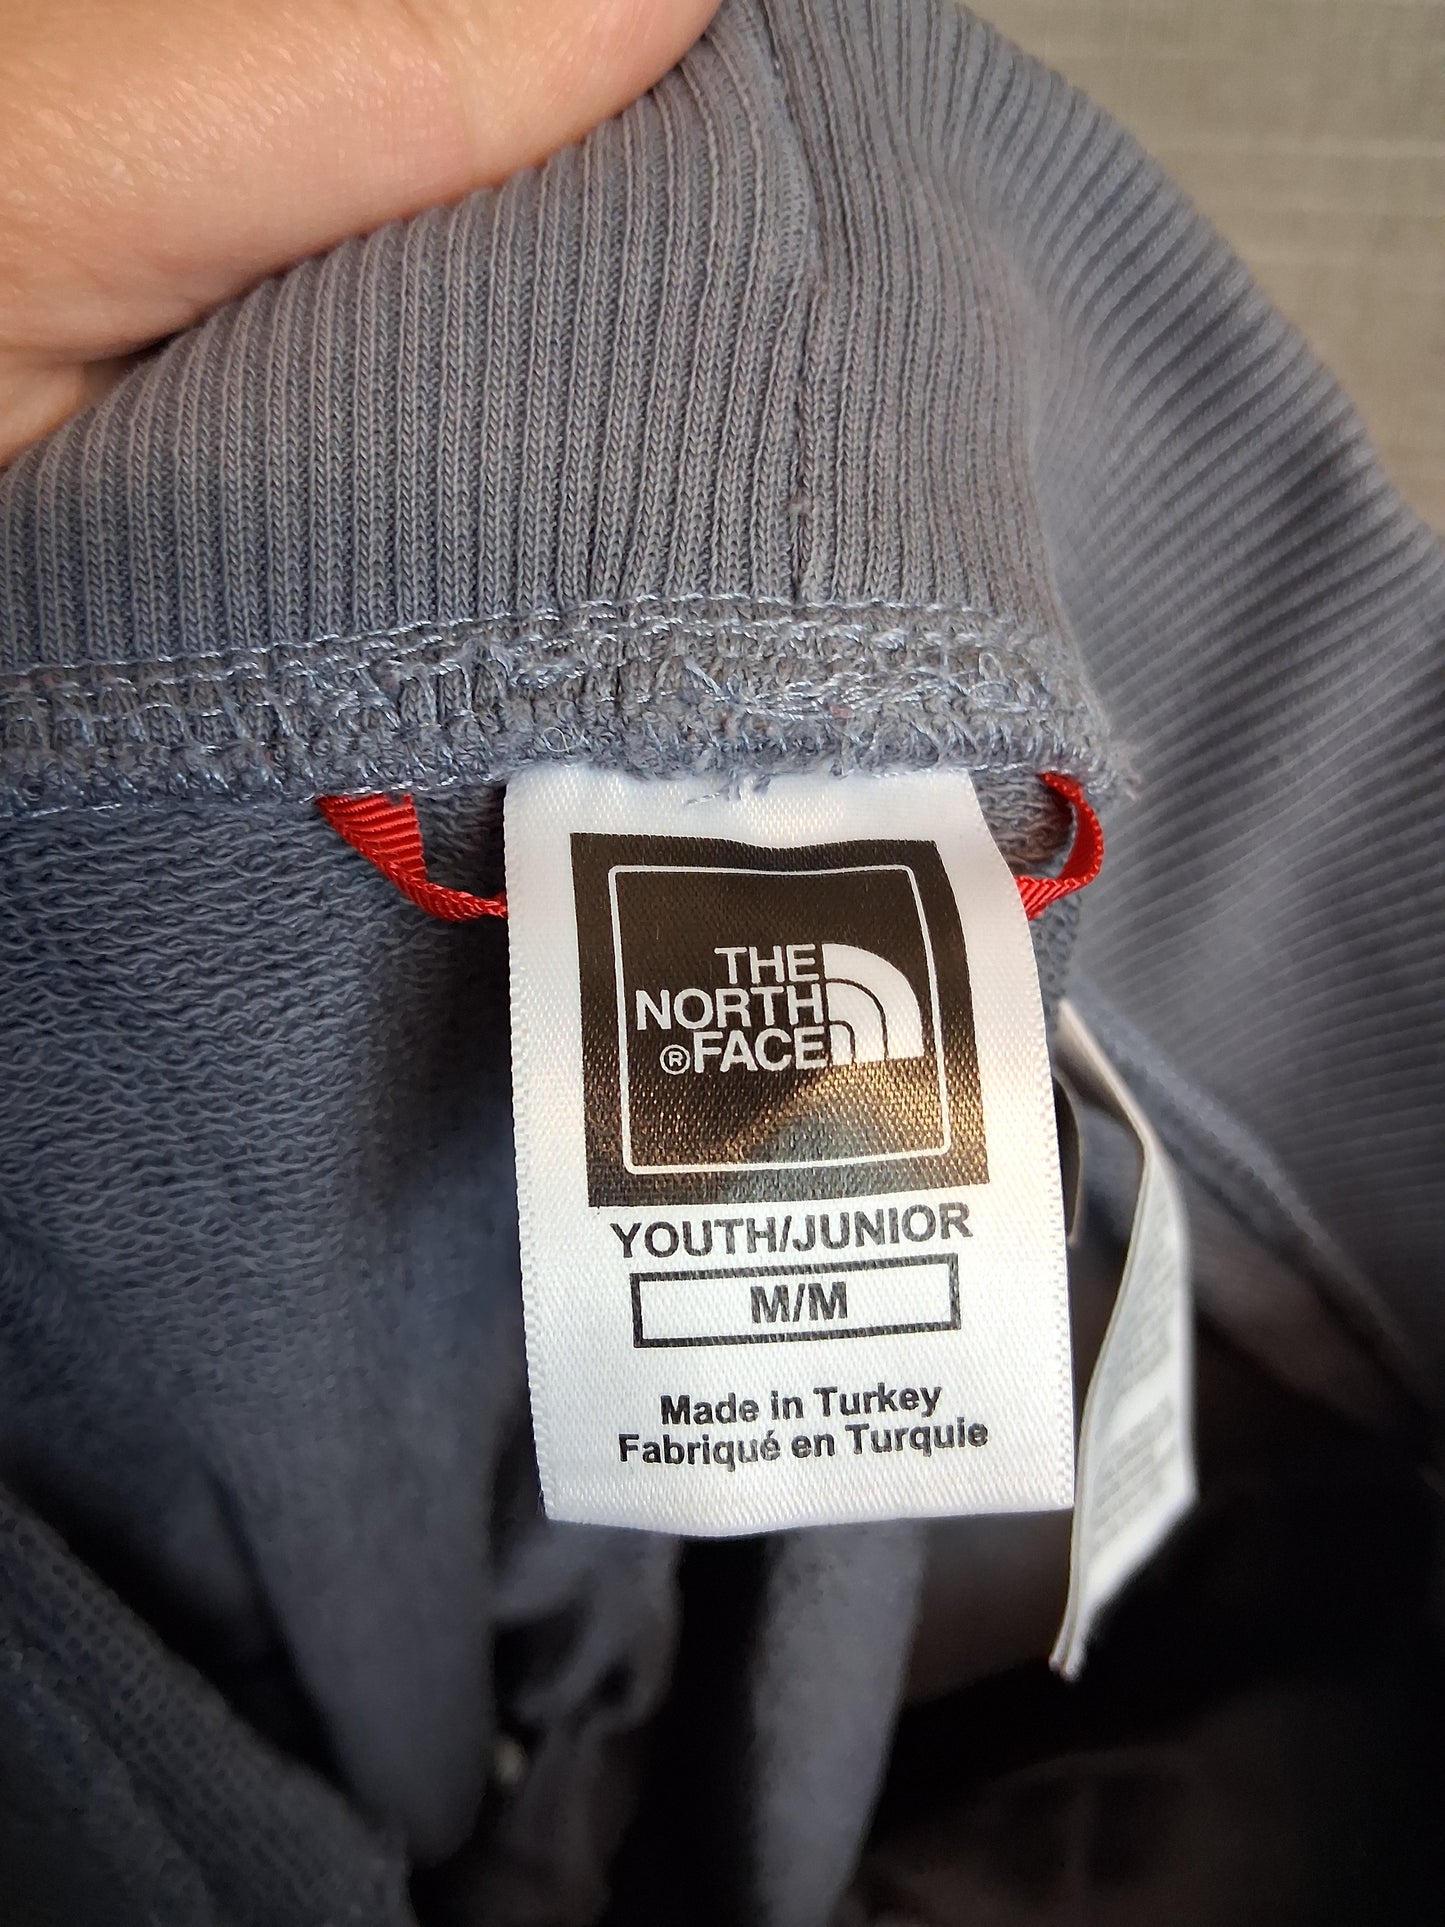 THE
NORTH
®FACE
YOUTH/JUNIOR
M/M
Made in Turkey
Fabriqué en Turquie